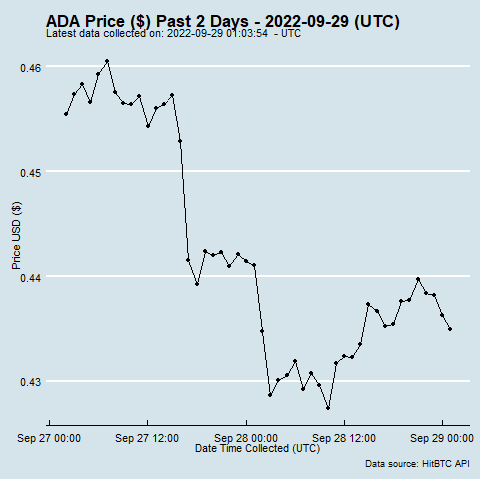 ADA Price ($) Past 2 Days - 2022-09-29 (UTC)
Latest data collected on: 2022-09-29 01:03:54 - UTC
0.46
0.45
0.44
0.43
Price USD ($)
Sep 27 00:00 Sep 27 12:00 Sep 28 00:00 Sep 28 12:00 Sep 29 00:00
Date Time Collected (UTC)
Data source: HitBTC API